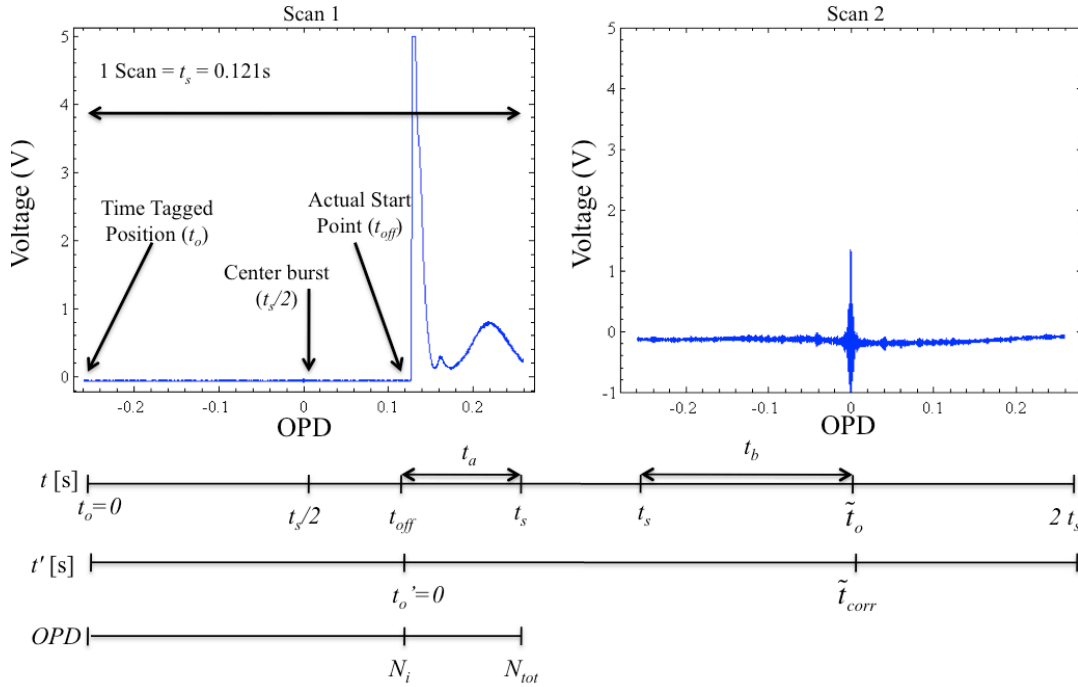 Scan 1
Scan 2
5
4
3
2
1
0
Voltage (V)
1 Scan = t_s = 0.121s
Time Tagged
Position (t_o)
Center burst
(t_s/2)
Actual Start
Point (t_off)
-0.2
-0.1
0
0.1
0.2
OPD
5
4
3
2
1
0
-1
Voltage (V)
-0.2
-0.1
0
0.1
0.2
OPD
t_a
t_b
t [s]
t_o=0
t_s/2
t_off
t_s
t_s
t̃_o
2 t_s
t' [s]
t_o'=0
t̃_corr
OPD
N_i
N_tot